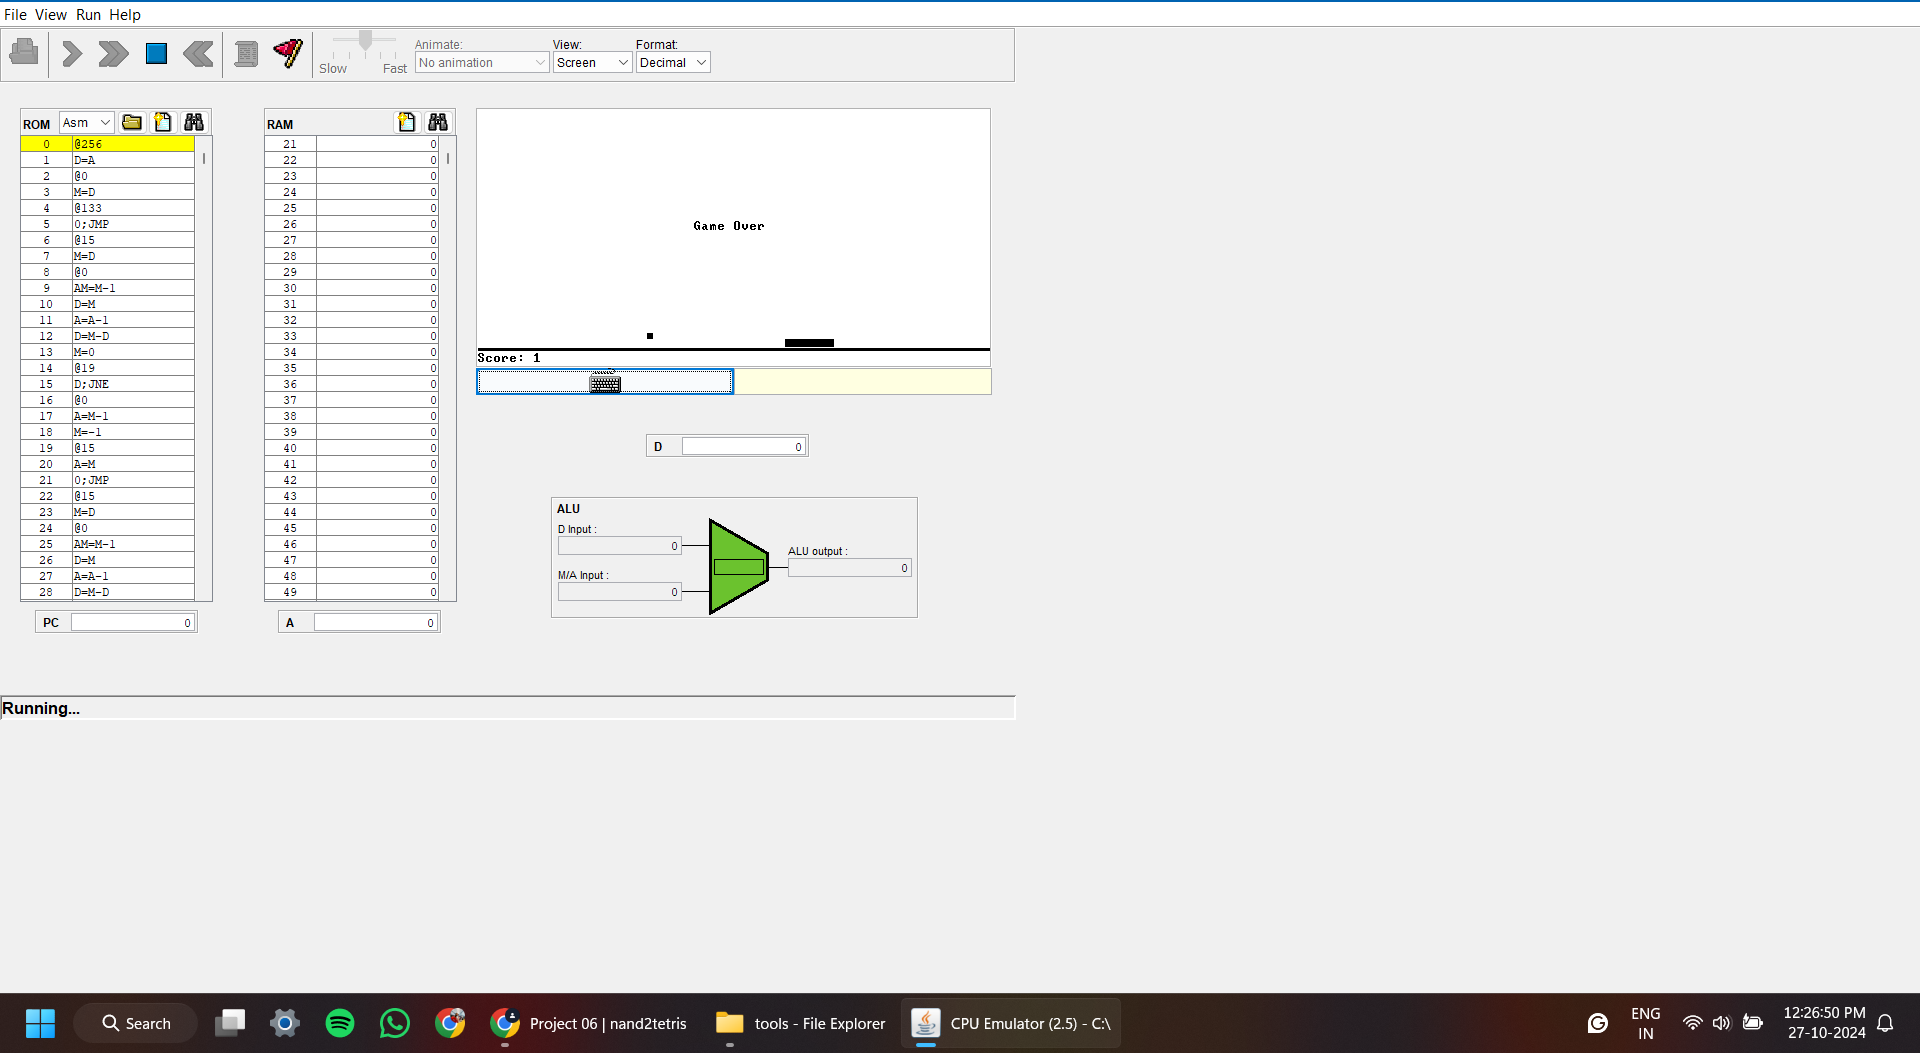 File View Run Help
Slow Fast
Animate:
No animation
View:
Screen
Format:
Decimal
ROM Asm
0 @256
1 D=A
2 @0
3 M=D
4 @133
5 0;JMP
6 @15
7 M=D
8 @0
9 AM=M-1
10 D=M
11 A=A-1
12 D=M-D
13 M=0
14 @19
15 D;JNE
16 @0
17 A=M-1
18 M=-1
19 @15
20 A=M
21 0;JMP
22 @15
23 M=D
24 @0
25 AM=M-1
26 D=M
27 A=A-1
28 D=M-D
PC 0
RAM
21 0
22 0
23 0
24 0
25 0
26 0
27 0
28 0
29 0
30 0
31 0
32 0
33 0
34 0
35 0
36 0
37 0
38 0
39 0
40 0
41 0
42 0
43 0
44 0
45 0
46 0
47 0
48 0
49 0
A 0
Game Over
Score: 1
D 0
ALU
D Input :
0
M/A Input :
0
ALU output :
0
Running...
Search
Project 06 | nand2tetris
tools - File Explorer
CPU Emulator (2.5) - C:\
ENG
IN
12:26:50 PM
27-10-2024